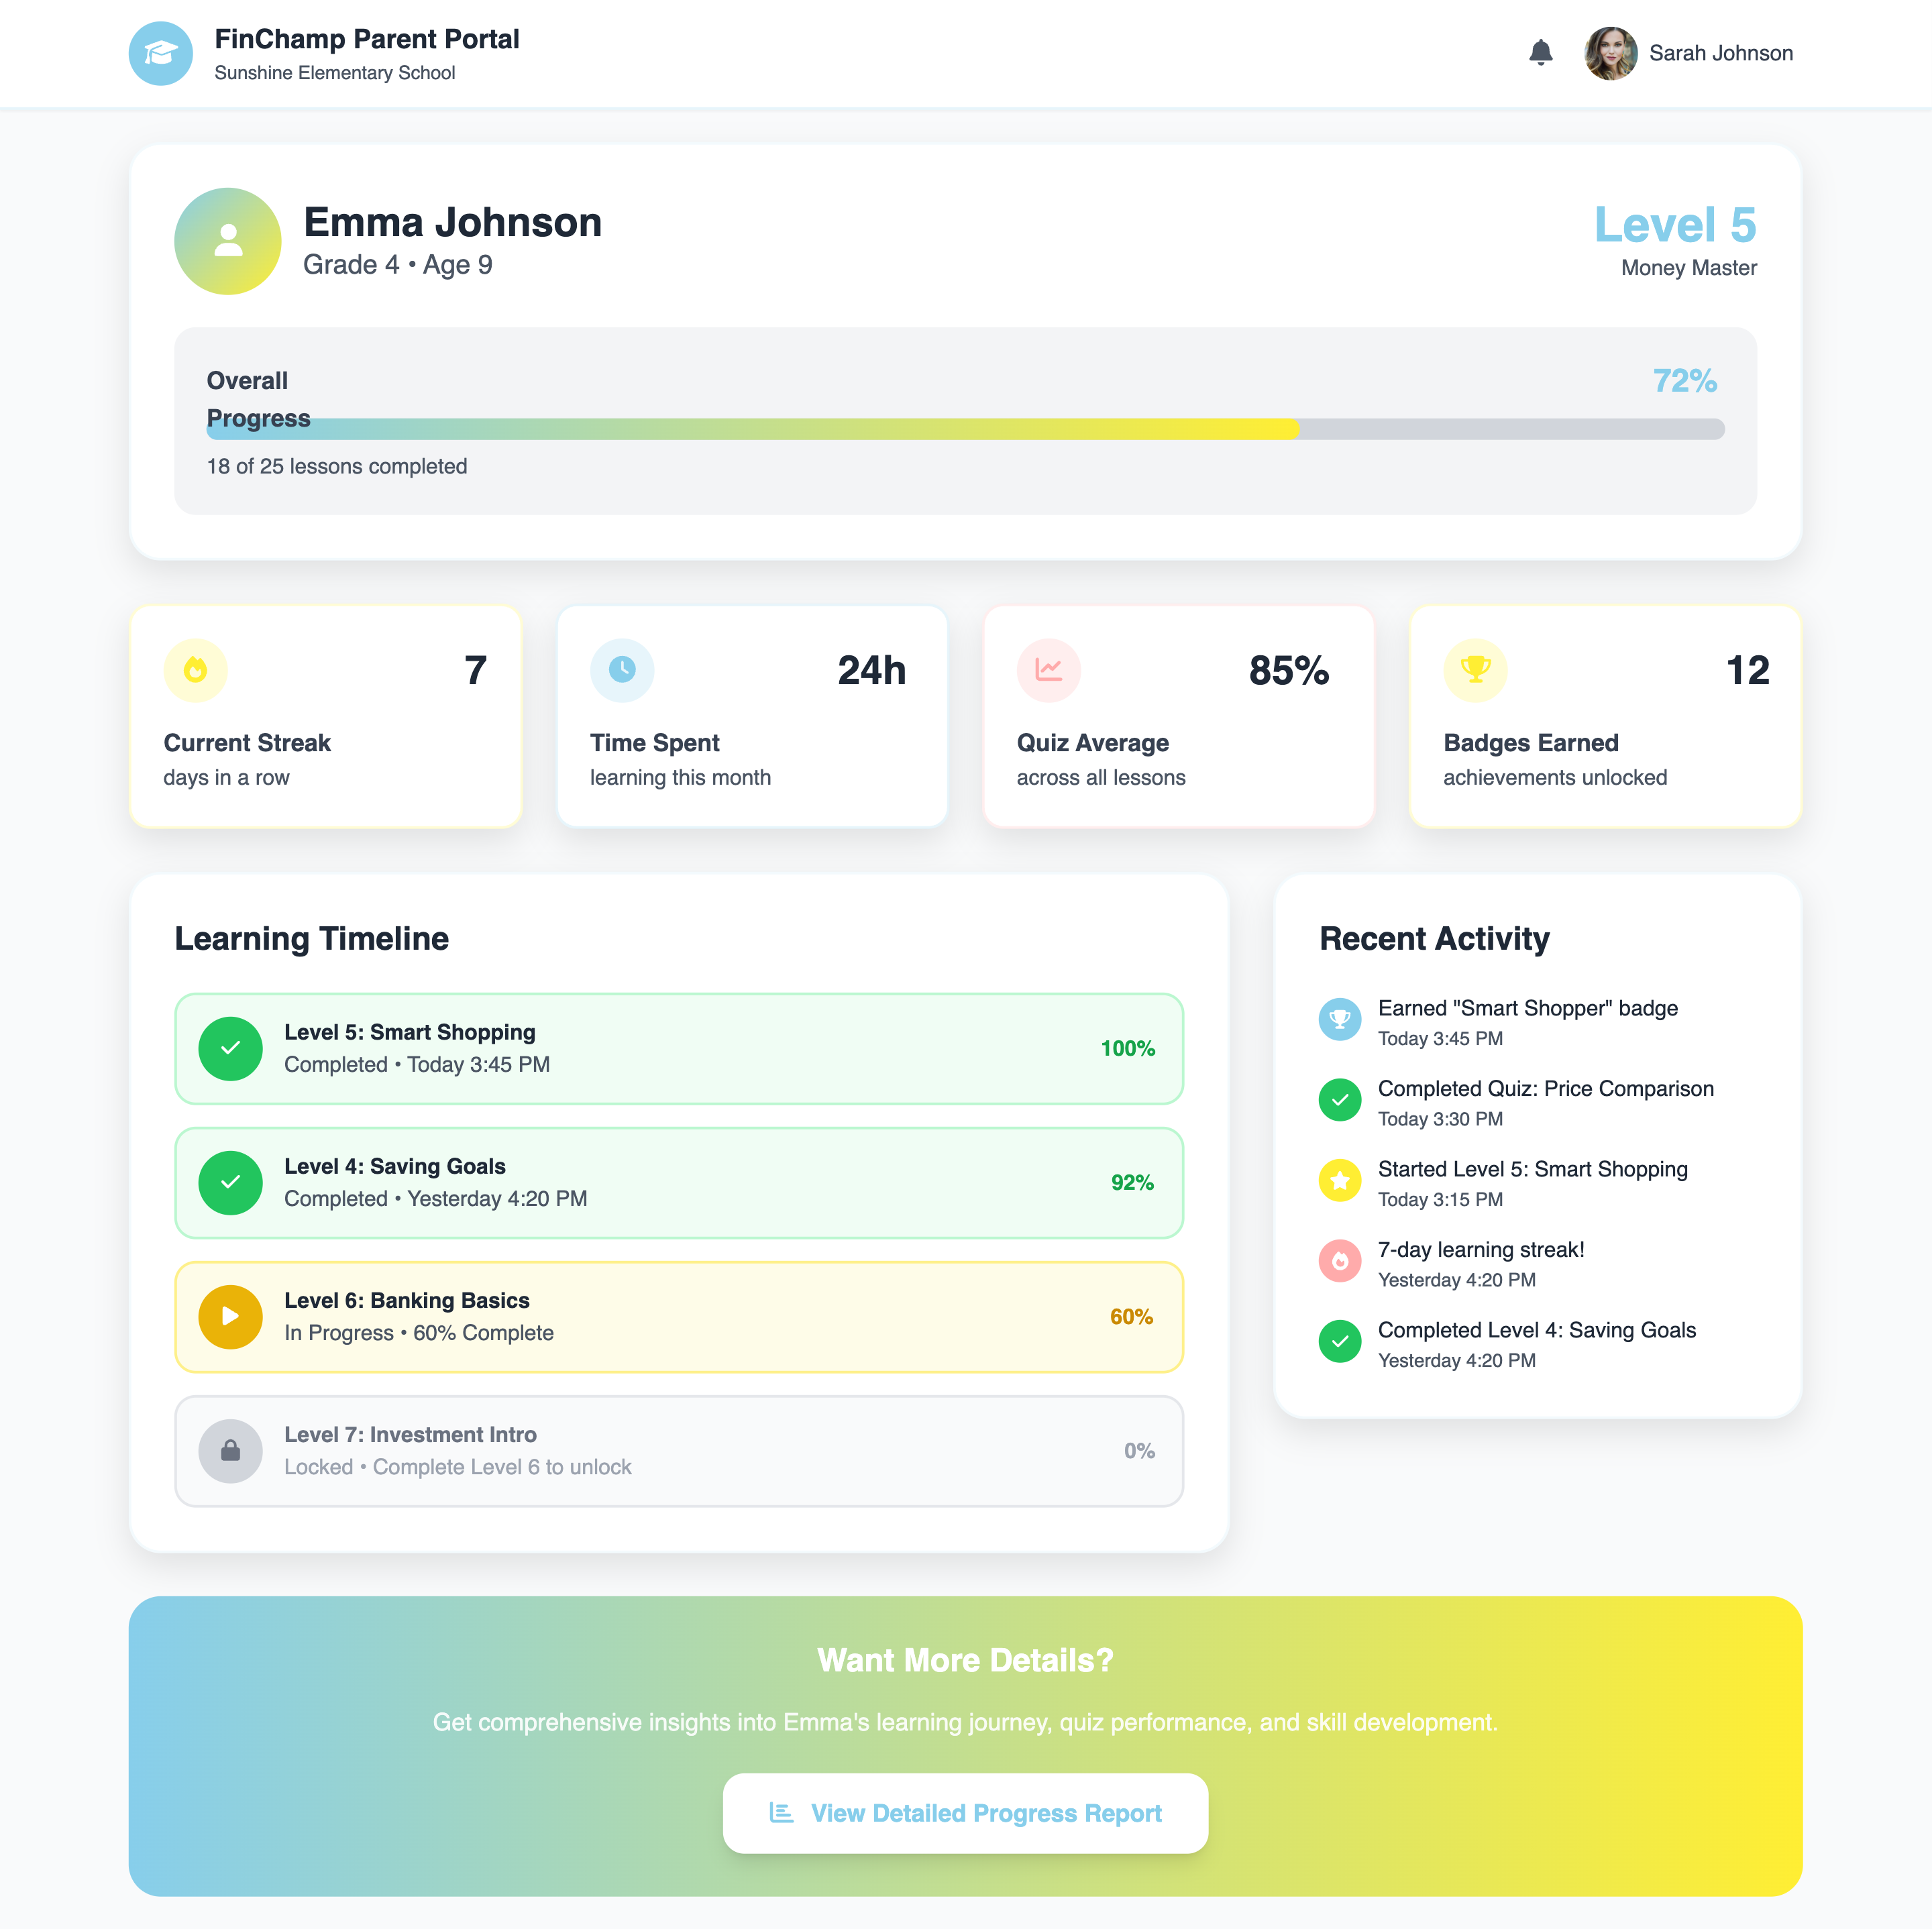 FinChamp Parent Portal
Sunshine Elementary School
Sarah Johnson
Emma Johnson
Grade 4 • Age 9
Level 5
Money Master
Overall
Progress
72%
18 of 25 lessons completed
7
Current Streak
days in a row
24h
Time Spent
learning this month
85%
Quiz Average
across all lessons
12
Badges Earned
achievements unlocked
Learning Timeline
Level 5: Smart Shopping
Completed • Today 3:45 PM
100%
Level 4: Saving Goals
Completed • Yesterday 4:20 PM
92%
Level 6: Banking Basics
In Progress • 60% Complete
60%
Level 7: Investment Intro
Locked • Complete Level 6 to unlock
0%
Recent Activity
Earned "Smart Shopper" badge
Today 3:45 PM
Completed Quiz: Price Comparison
Today 3:30 PM
Started Level 5: Smart Shopping
Today 3:15 PM
7-day learning streak!
Yesterday 4:20 PM
Completed Level 4: Saving Goals
Yesterday 4:20 PM
Want More Details?
Get comprehensive insights into Emma's learning journey, quiz performance, and skill development.
View Detailed Progress Report